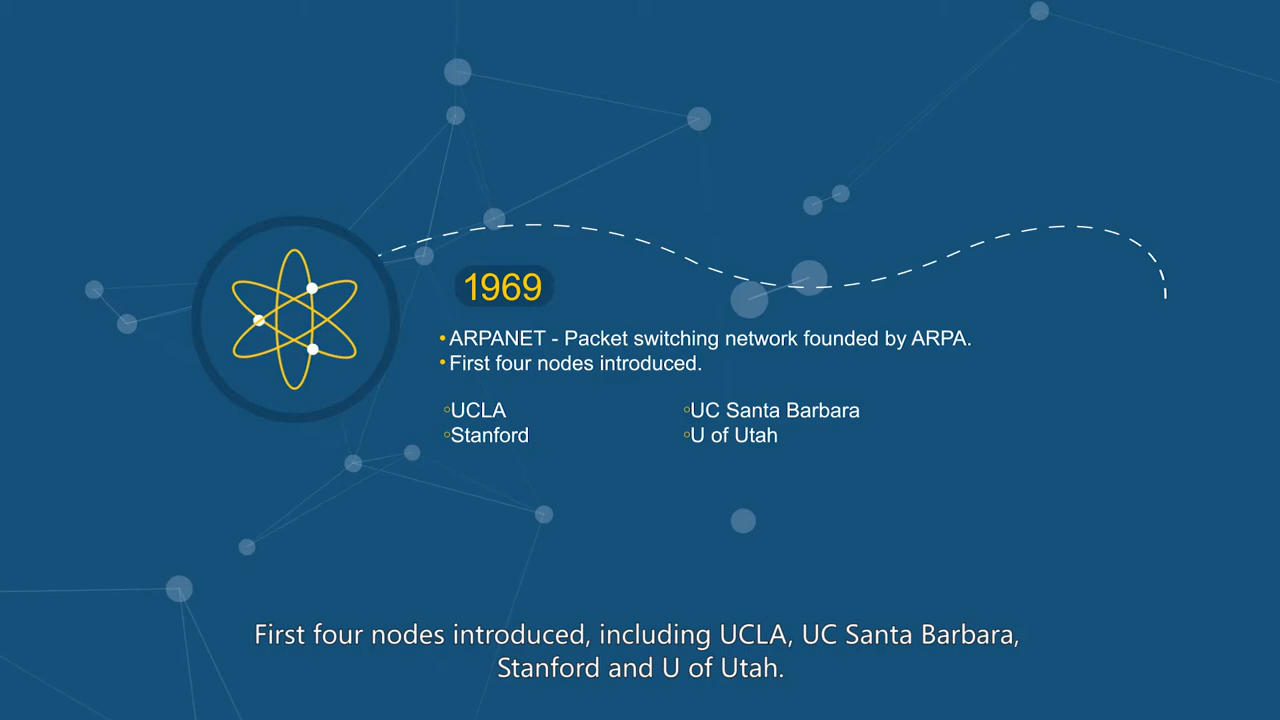 1969
• ARPANET - Packet switching network founded by ARPA.
• First four nodes introduced.
○UCLA
○UC Santa Barbara
○Stanford
○U of Utah
First four nodes introduced, including UCLA, UC Santa Barbara,
Stanford and U of Utah.